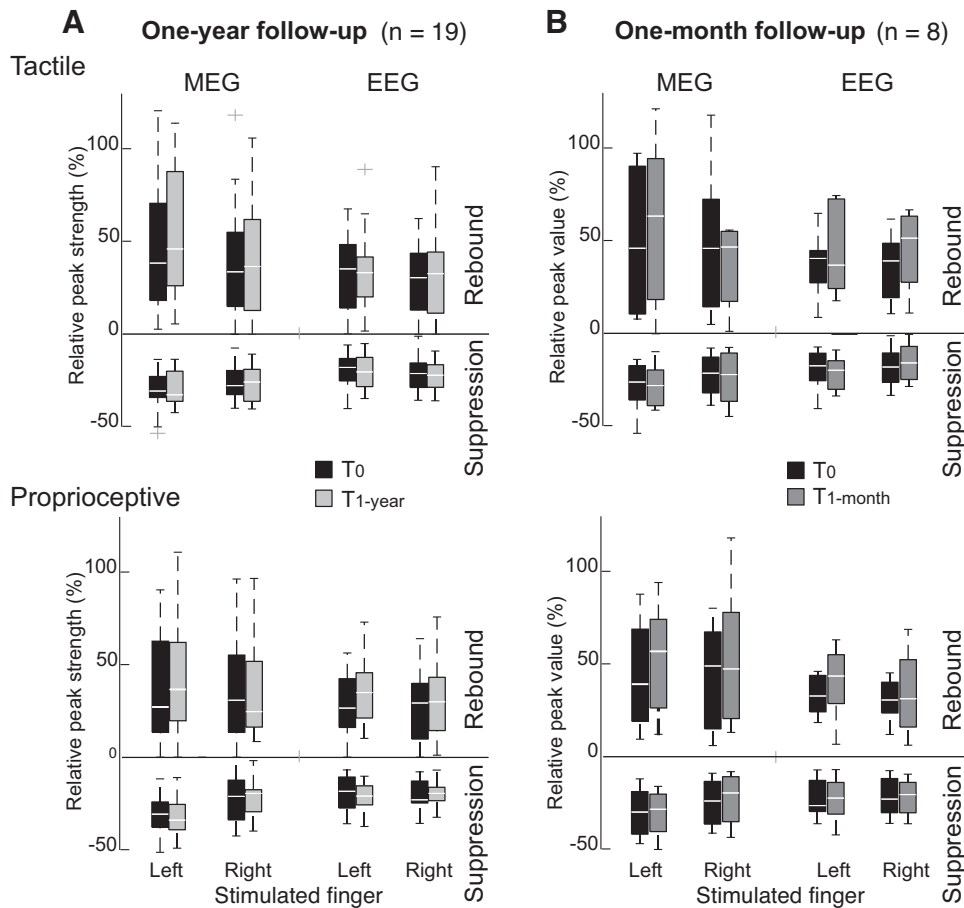 A One-year follow-up (n = 19)
B One-month follow-up (n = 8)
Tactile
MEG EEG
MEG EEG
Relative peak strength (%)
100
50
0
-50
Rebound
Suppression
Relative peak value (%)
100
50
0
-50
Rebound
Suppression
T0
T1-year
T0
T1-month
Proprioceptive
Relative peak strength (%)
100
50
0
-50
Rebound
Suppression
Left Right Left Right
Stimulated finger
Relative peak value (%)
100
50
0
-50
Rebound
Suppression
Left Right Left Right
Stimulated finger